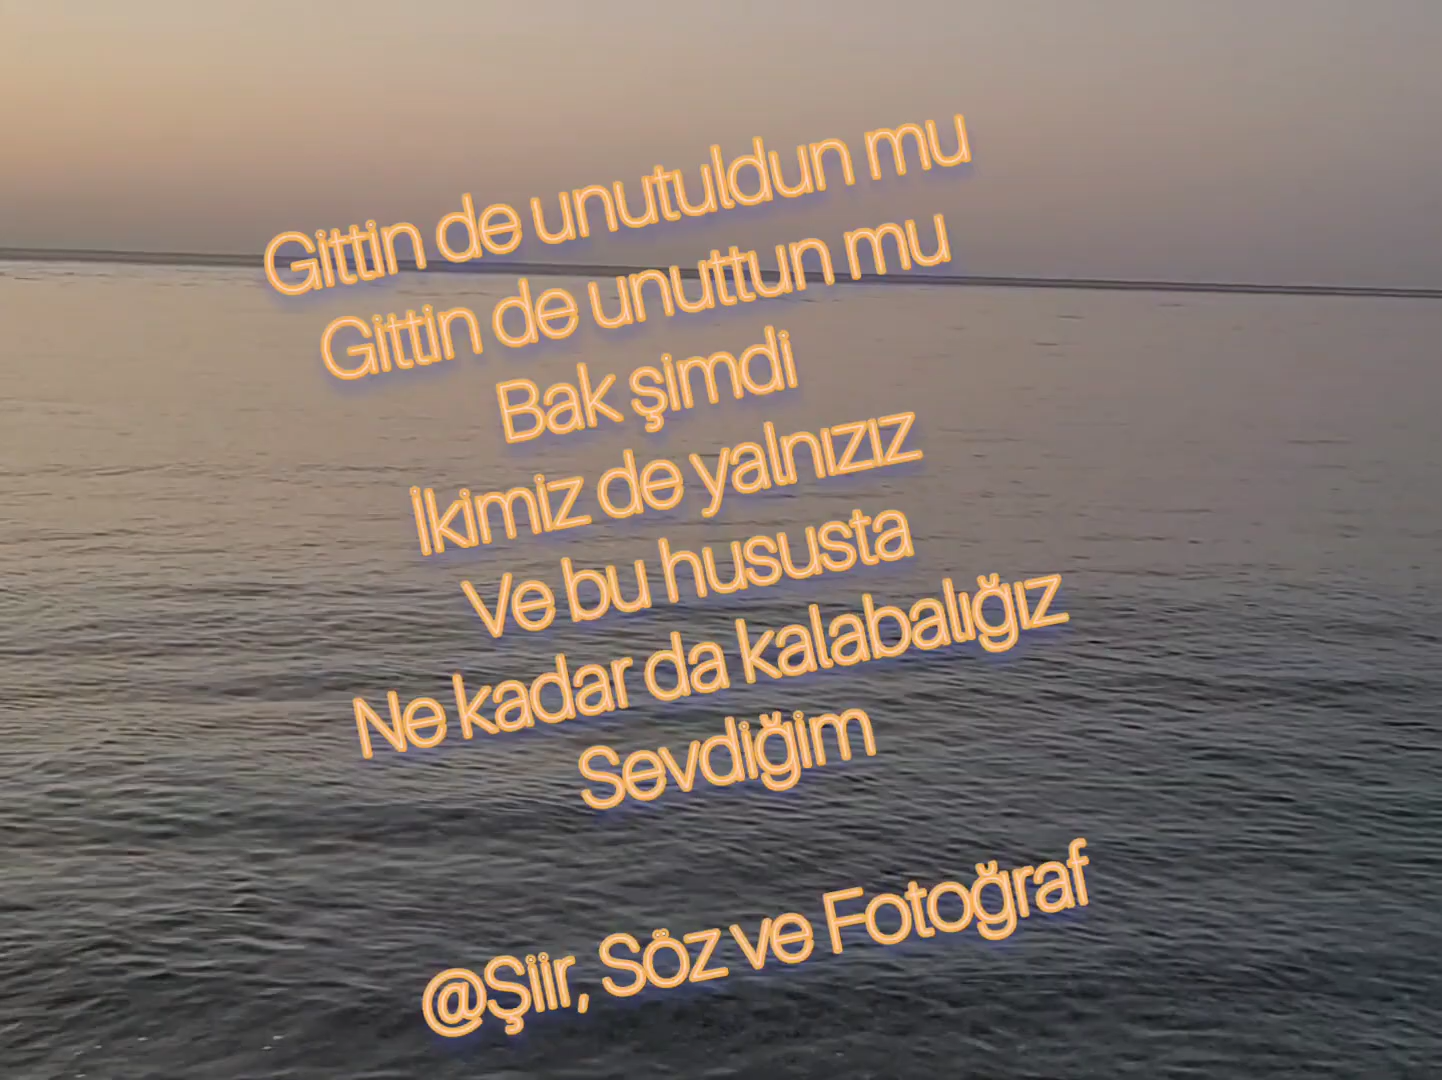 Gittin de unutuldun mu
Gittin de unuttun mu
Bak şimdi
İkimiz de yalnızız
Ve bu hususta
Ne kadar da kalabalığız
Sevdiğim
@Şiir, Söz ve Fotoğraf